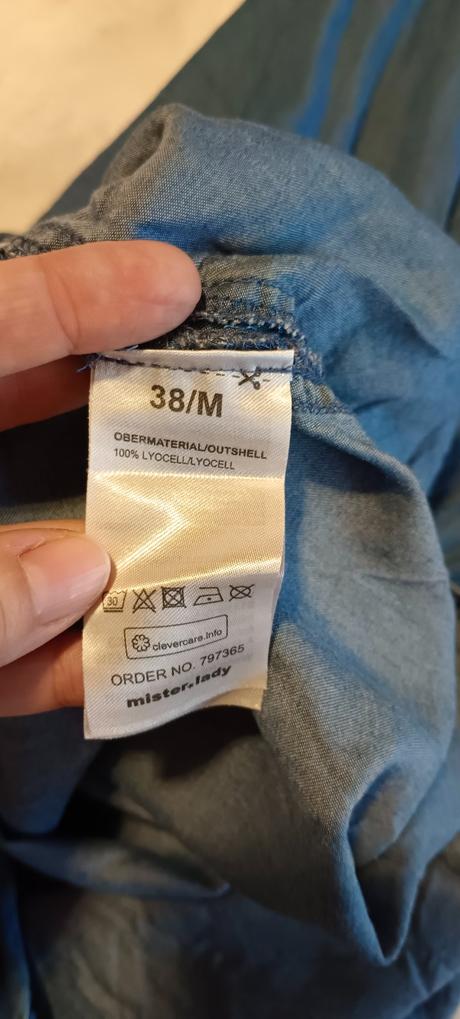 38/M
OBERMATERIAL/OUTSHELL
100% LYOCELL/LYOCELL
30
clevercare.info
ORDER NO. 797365
mister*lady